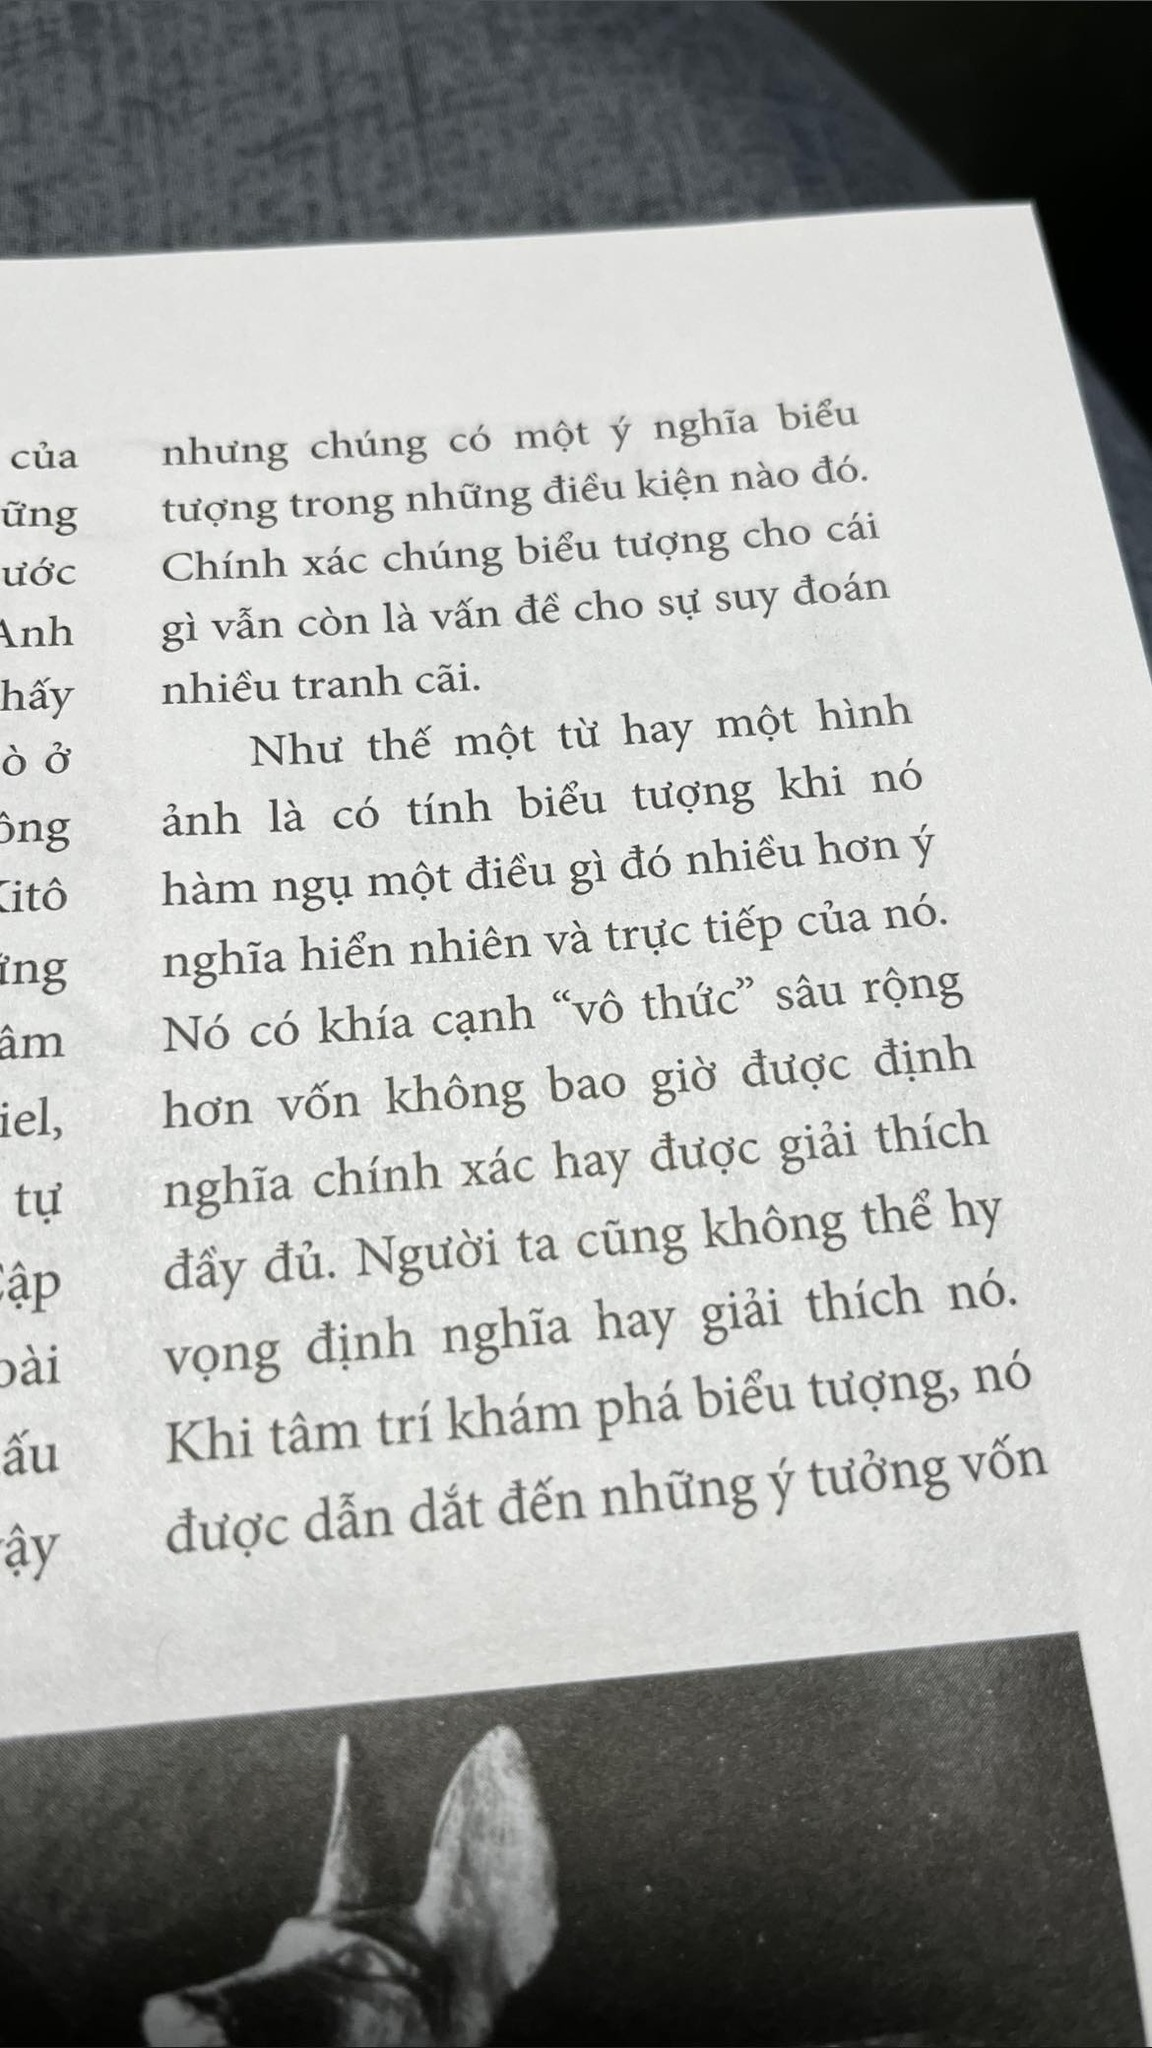 của
ững
ước
Anh
hấy
ò ở
ông
Kitô
ững
âm
iel,
tự
Cập
oài
ấu
vậy
nhưng chúng có một ý nghĩa biểu
tượng trong những điều kiện nào đó.
Chính xác chúng biểu tượng cho cái
gì vẫn còn là vấn đề cho sự suy đoán
nhiều tranh cãi.
Như thế một từ hay một hình
ảnh là có tính biểu tượng khi nó
hàm ngụ một điều gì đó nhiều hơn ý
nghĩa hiển nhiên và trực tiếp của nó.
Nó có khía cạnh “vô thức” sâu rộng
hơn vốn không bao giờ được định
nghĩa chính xác hay được giải thích
đầy đủ. Người ta cũng không thể hy
vọng định nghĩa hay giải thích nó.
Khi tâm trí khám phá biểu tượng, nó
được dẫn dắt đến những ý tưởng vốn